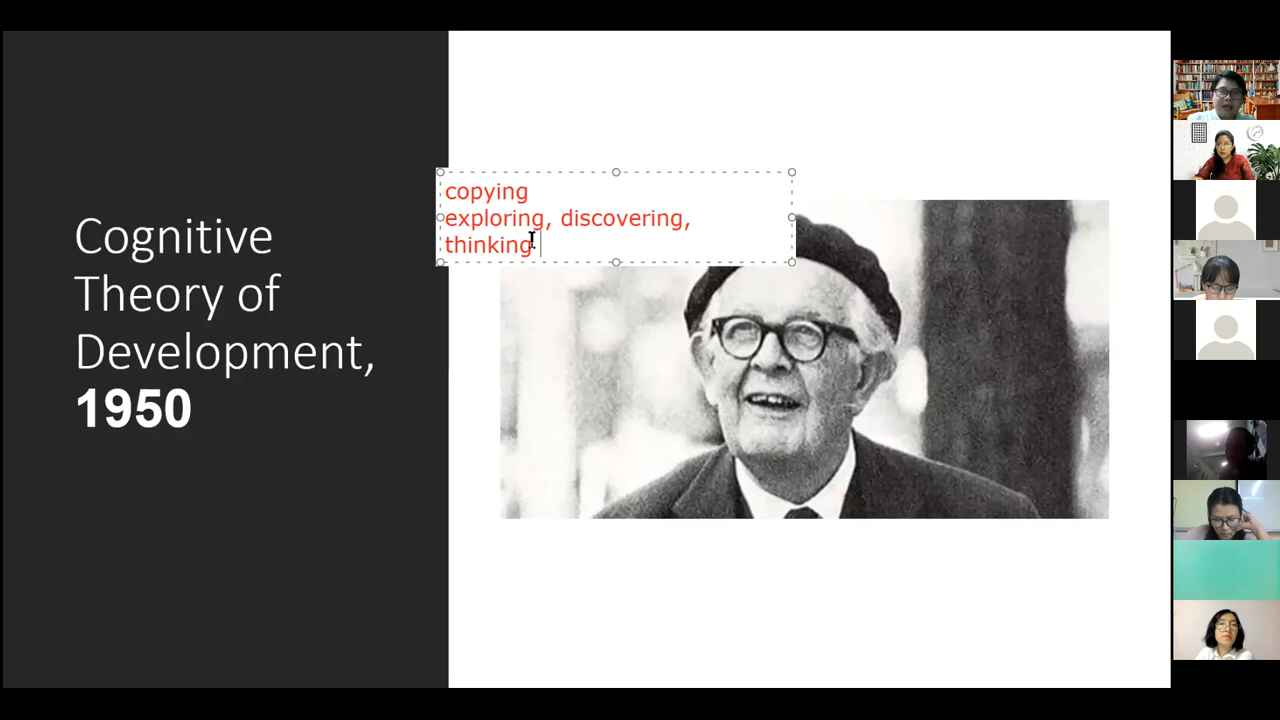 Cognitive
Theory of
Development,
1950
copying
exploring, discovering,
thinking